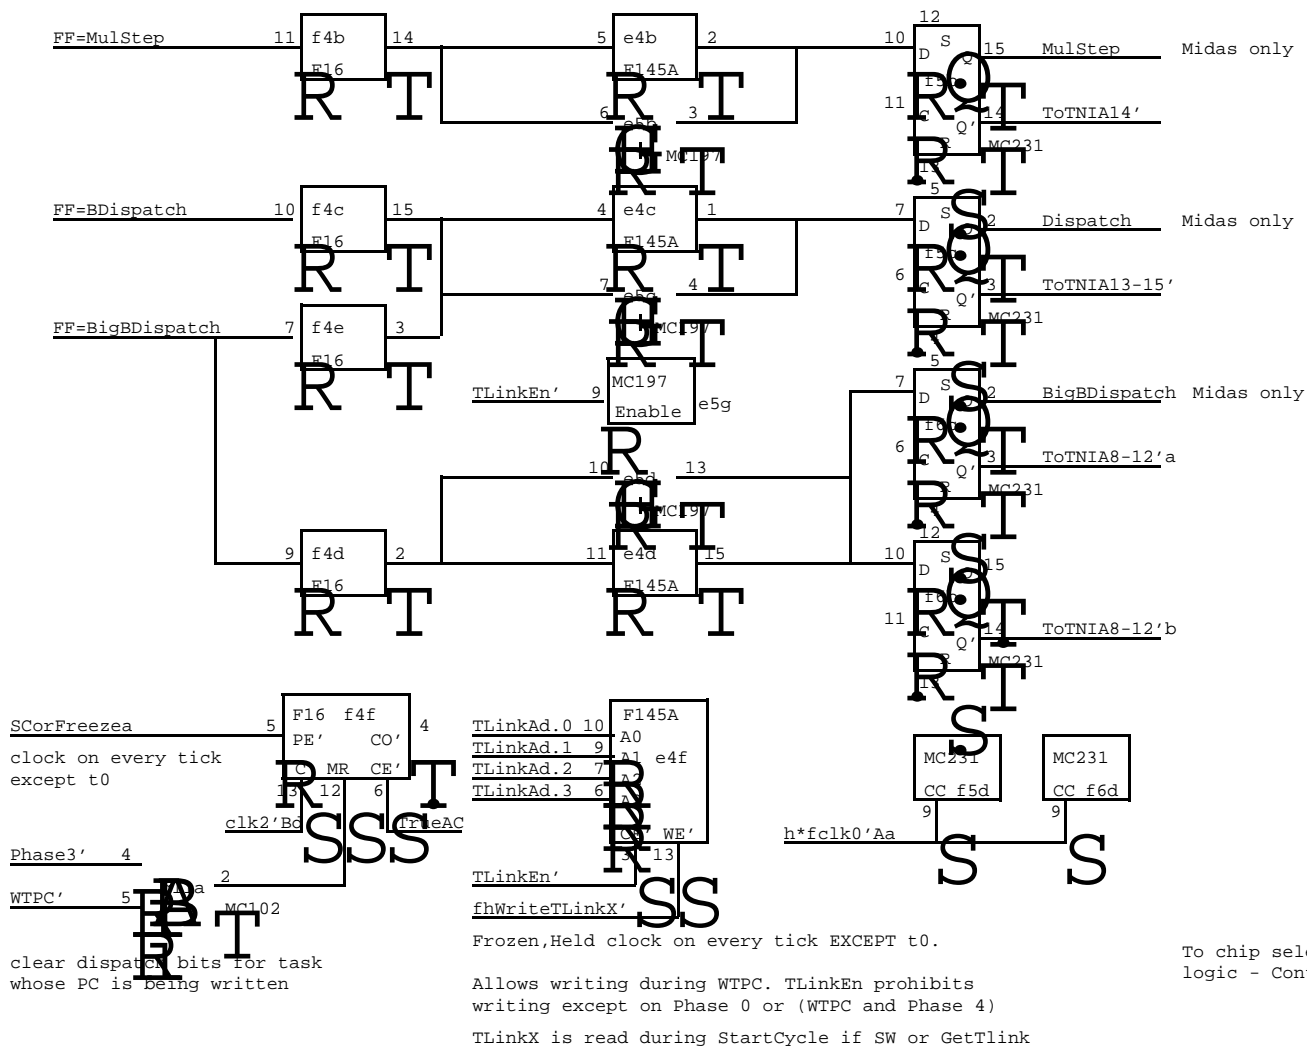 12
FF=MulStep 11 f4b 14 5 e4b 2 10 S
D Q 15 MulStep Midas only
F16 F145A
R T R T R T
6 3 11 C 14 ToTNIA14'
Q'
MC197 R MC231
T R T
13
5
FF=BDispatch 10 f4c 15 4 e4c 1 7 S
D 2 Dispatch Midas only
F16 F145A
R T R T R T
7 4 6 C 3 ToTNIA13-15'
Q'
MC197 R MC231
FF=BigBDispatch 7 f4e 3 T R T
F16
R T
5
TLinkEn' 9 MC197 7 S
Enable e5g D 2 BigBDispatch Midas only
R R T
10 13 6 C 3 ToTNIA8-12'a
Q'
MC197 R MC231
T R T
12
9 f4d 2 11 e4d 15 10 S
D 15
F16 F145A
R T R T R T
11 C 14 ToTNIA8-12'b
Q'
R MC231
R T
S
SCorFreezea 5 F16 f4f 4
PE' CO'
C MR CE'
R T
13 12 6
clock on every tick
except t0
clk2'Bd SSS TrueAC
TLinkAd.0 10 F145A
A0
TLinkAd.1 9 A1 e4f
TLinkAd.2 7
TLinkAd.3 6
WE'
13
TLinkEn'
fhWriteTLinkX' SS
MC231 MC231
CC f5d CC f6d
9 9
h*fclk0'Aa
S S
Phase3' 4
WTPC' 5 2
MC102
T
R
clear dispatch bits for task
whose PC is being written
Frozen,Held clock on every tick EXCEPT t0.
Allows writing during WTPC. TLinkEn prohibits
writing except on Phase 0 or (WTPC and Phase 4)
TLinkX is read during StartCycle if SW or GetTlink
To chip sele
logic - Con